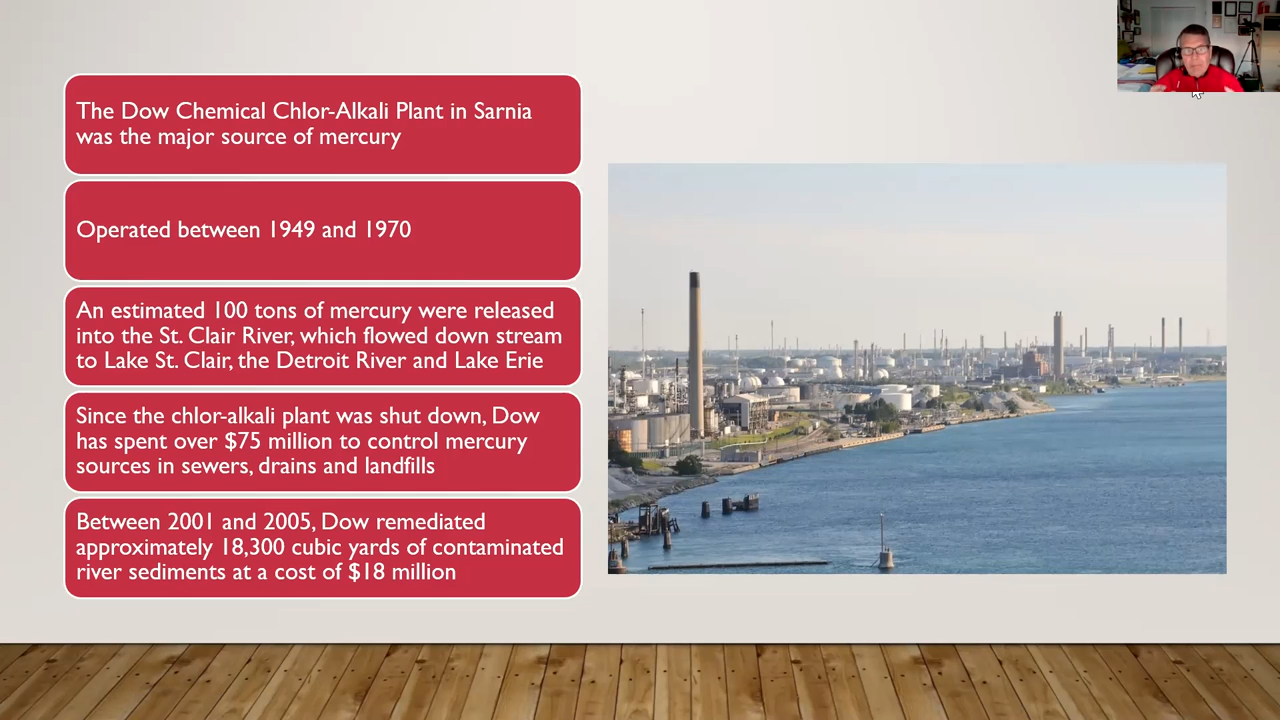 The Dow Chemical Chlor-Alkali Plant in Sarnia
was the major source of mercury
Operated between 1949 and 1970
An estimated 100 tons of mercury were released
into the St. Clair River, which flowed down stream
to Lake St. Clair, the Detroit River and Lake Erie
Since the chlor-alkali plant was shut down, Dow
has spent over $75 million to control mercury
sources in sewers, drains and landfills
Between 2001 and 2005, Dow remediated
approximately 18,300 cubic yards of contaminated
river sediments at a cost of $18 million